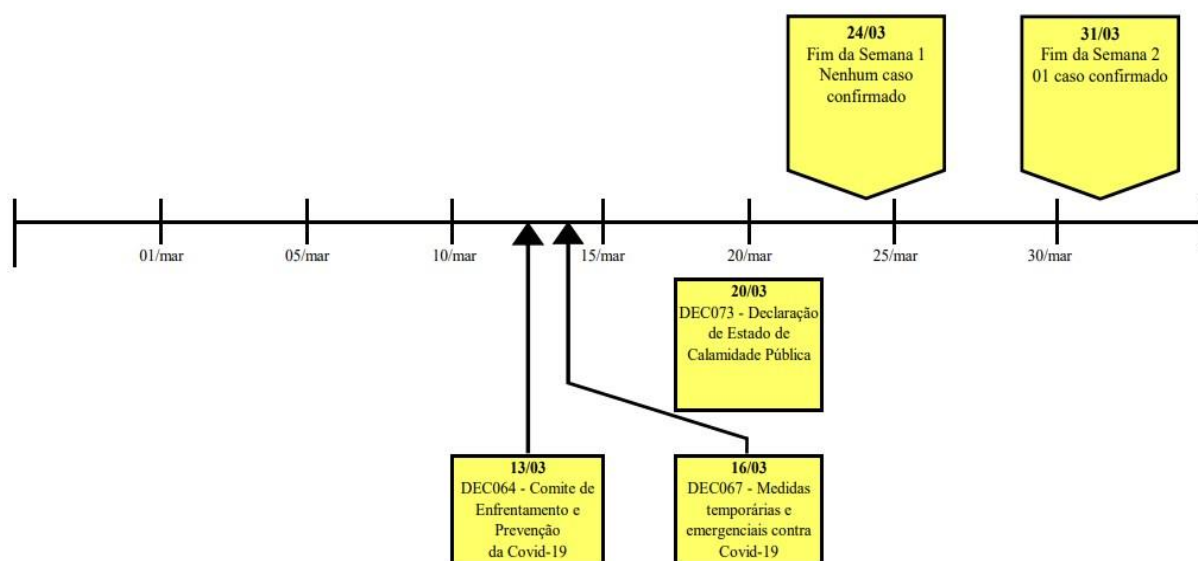 24/03
Fim da Semana 1
Nenhum caso
confirmado
31/03
Fim da Semana 2
01 caso confirmado
01/mar
05/mar
10/mar
15/mar
20/mar
25/mar
30/mar
20/03
DEC073 - Declaração
de Estado de
Calamidade Pública
13/03
DEC064 - Comite de
Enfrentamento e
Prevenção
da Covid-19
16/03
DEC067 - Medidas
temporárias e
emergenciais contra
Covid-19